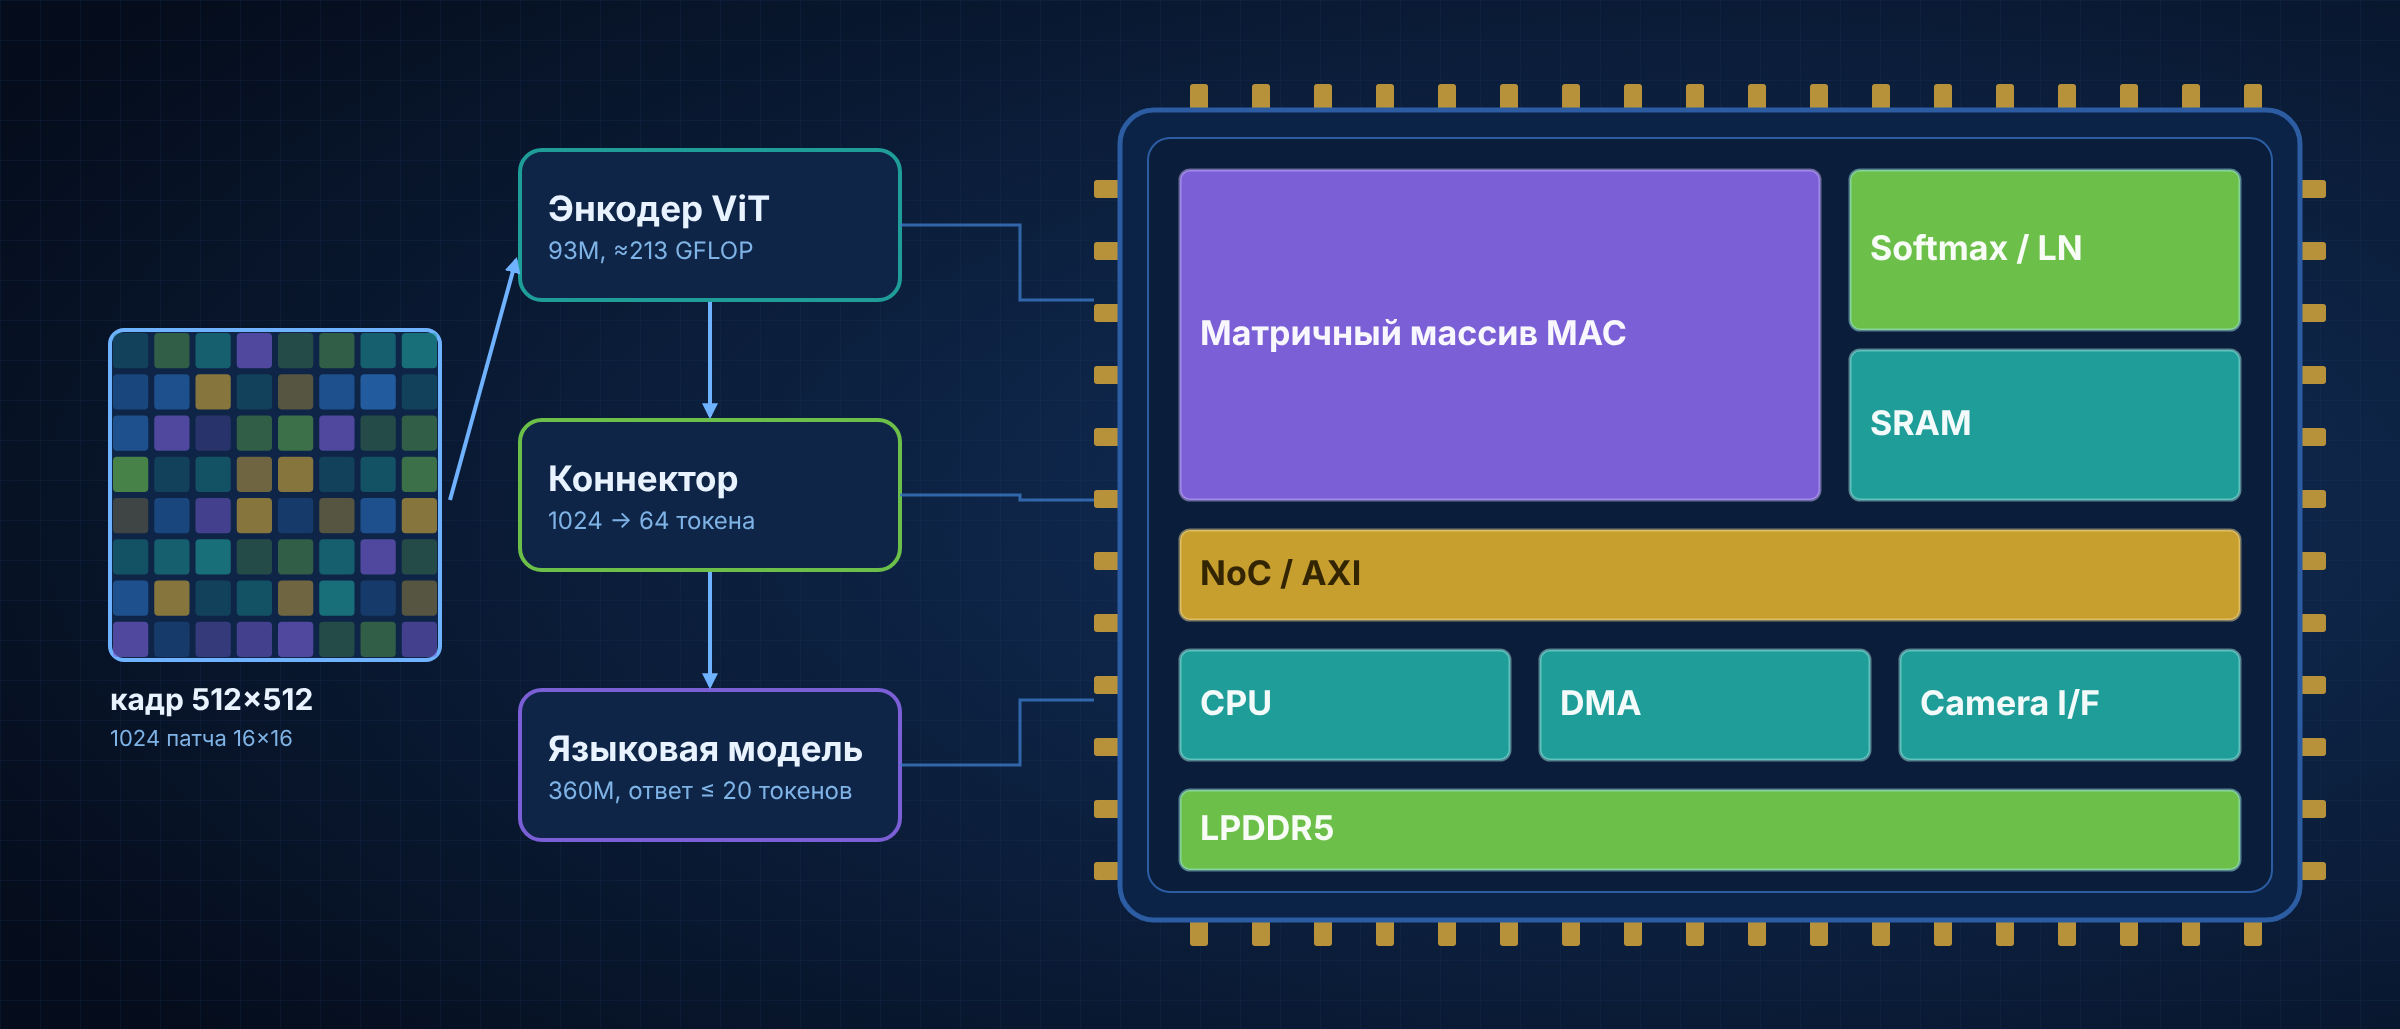 Энкодер ViT
93M, ≈213 GFLOP
Коннектор
1024 → 64 токена
Языковая модель
360M, ответ ≤ 20 токенов
кадр 512×512
1024 патча 16×16
Матричный массив MAC
Softmax / LN
SRAM
NoC / AXI
CPU
DMA
Camera I/F
LPDDR5